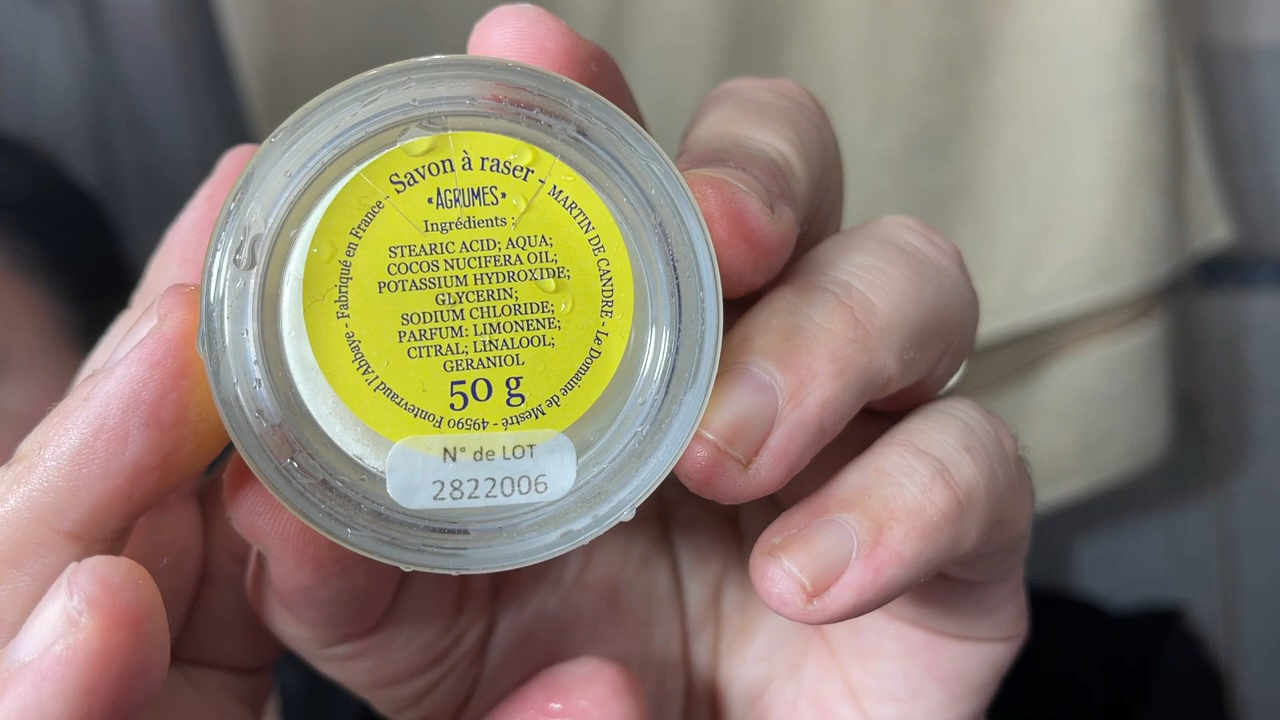 Savon à raser -
«AGRUMES»
Ingrédients :
STEARIC ACID; AQUA;
COCOS NUCIFERA OIL;
POTASSIUM HYDROXIDE;
GLYCERIN;
SODIUM CHLORIDE;
PARFUM: LIMONENE;
CITRAL; LINALOOL;
GERANIOL
50 g
MARTIN DE CANDRE - Le Domaine de Mestré - 49590 Fontevraud l'Abbaye - Fabriqué en France -
N° de LOT
2822006